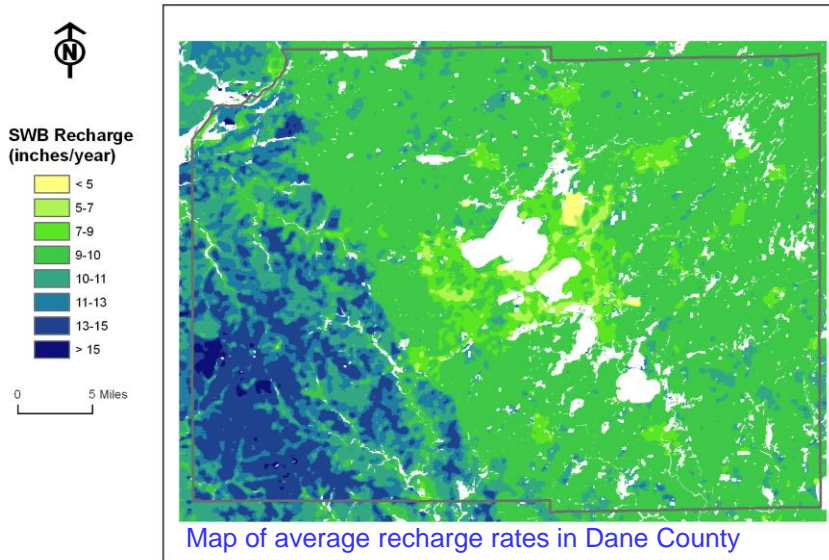 N
SWB Recharge
(inches/year)
< 5
5-7
7-9
9-10
10-11
11-13
13-15
> 15
0 5 Miles
Map of average recharge rates in Dane County